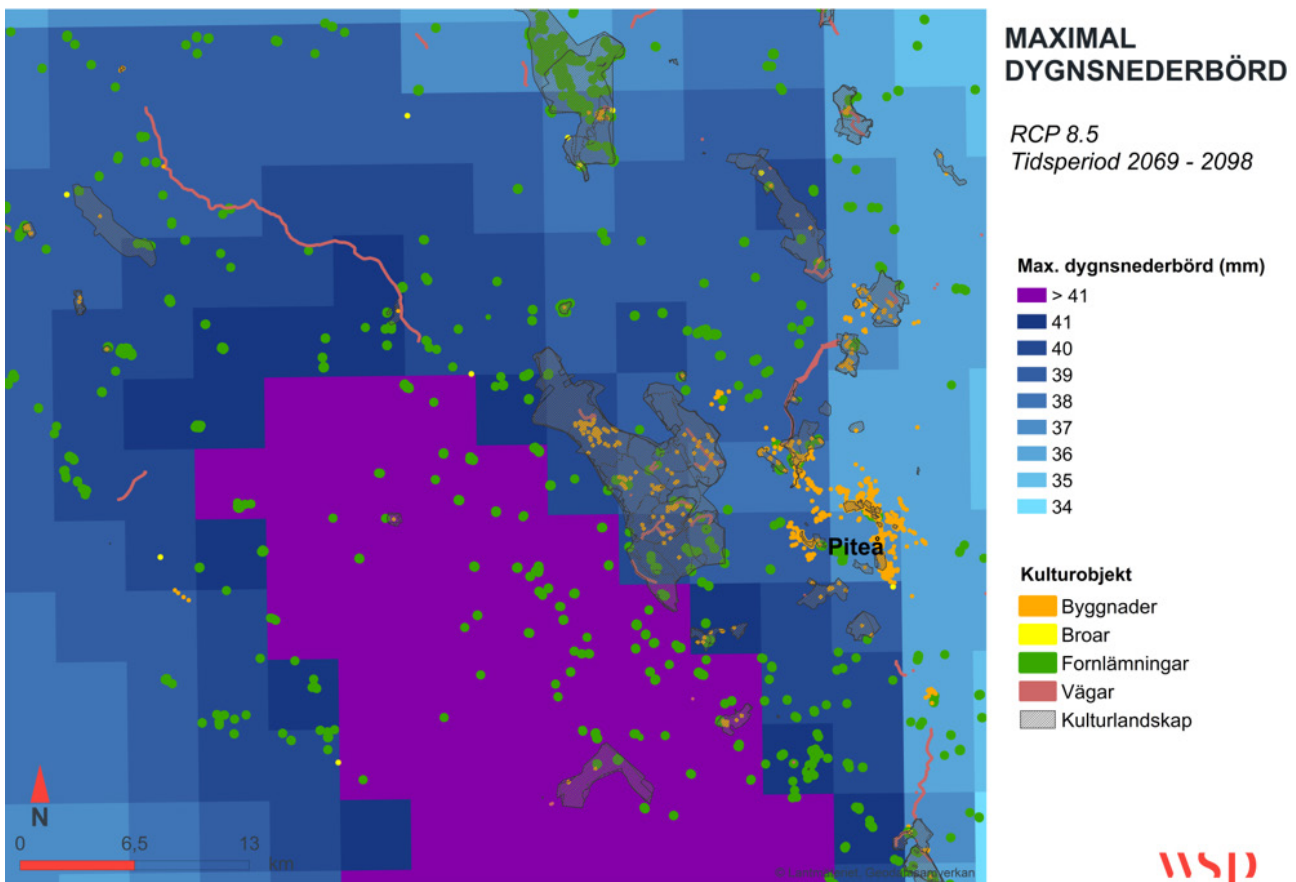 MAXIMAL
DYGNSNEDERBÖRD
RCP 8.5
Tidsperiod 2069 - 2098
Max. dygnsnederbörd (mm)
> 41
41
40
39
38
37
36
35
34
Kulturobjekt
Byggnader
Broar
Fornlämningar
Vägar
Kulturlandskap
Piteå
N
0 6,5 13
km
wsp